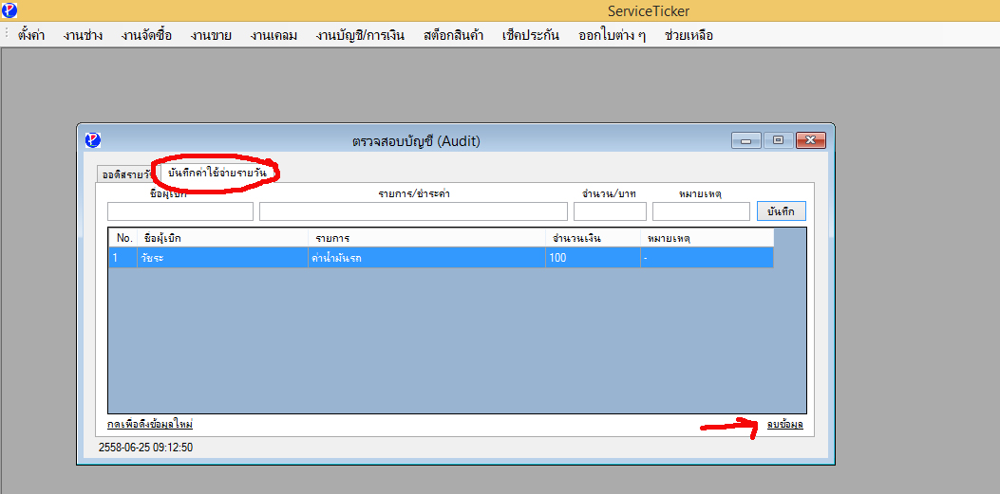 ServiceTicker
ตั้งค่า งานช่าง งานจัดซื้อ งานขาย งานเคลม งานบัญชี/การเงิน สต็อกสินค้า เช็คประกัน ออกใบต่าง ๆ ช่วยเหลือ
ตรวจสอบบัญชี (Audit)
ออดิสรายวัน บันทึกค่าใช้จ่ายรายวัน
ชื่อผู้เบิก รายการ/ชำระค่า จำนวน/บาท หมายเหตุ
บันทึก
No. ชื่อผู้เบิก รายการ จำนวนเงิน หมายเหตุ
1 วัชระ ค่าน้ำมันรถ 100 -
กดเพื่อดึงข้อมูลใหม่ ลบข้อมูล
2558-06-25 09:12:50